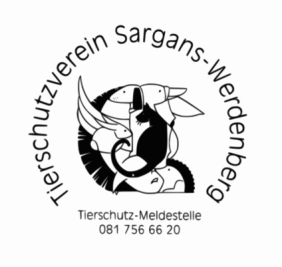 Tierschutzverein Sargans-Werdenberg
Tierschutz-Meldestelle
081 756 66 20